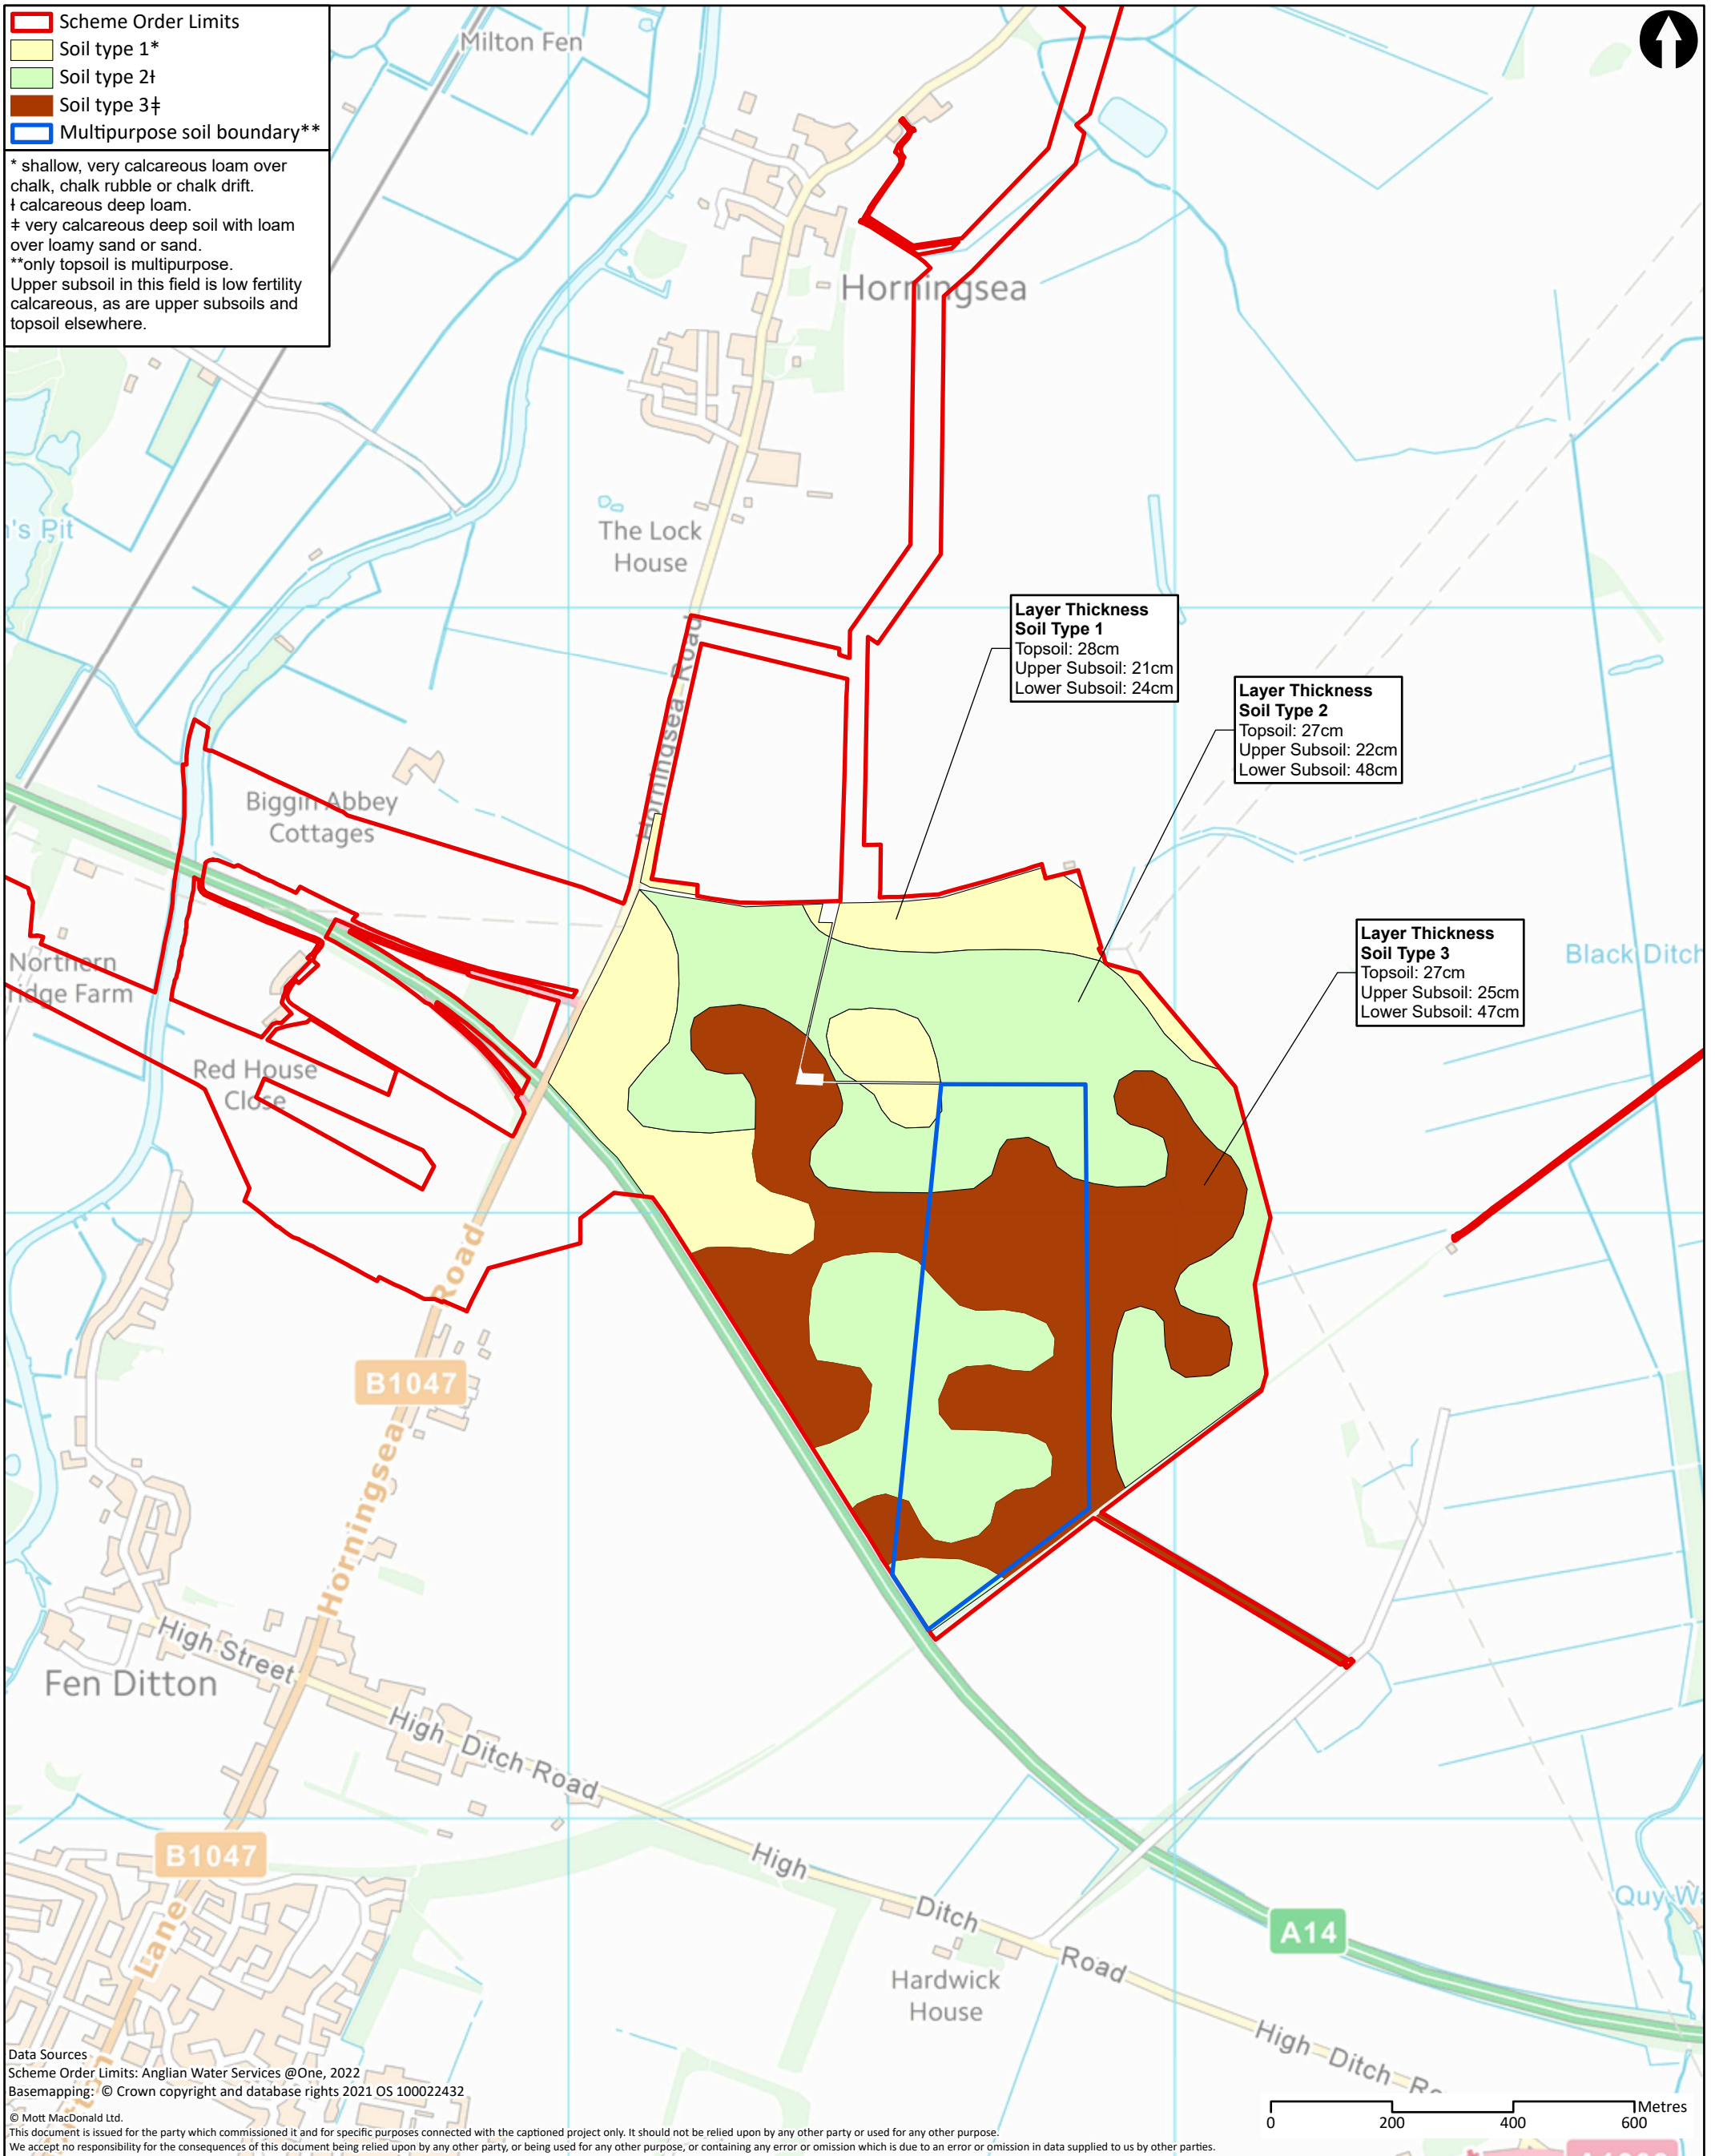 Scheme Order Limits
Soil type 1*
Soil type 2ƚ
Soil type 3ǂ
Multipurpose soil boundary**
* shallow, very calcareous loam over
chalk, chalk rubble or chalk drift.
ƚ calcareous deep loam.
ǂ very calcareous deep soil with loam
over loamy sand or sand.
**only topsoil is multipurpose.
Upper subsoil in this field is low fertility
calcareous, as are upper subsoils and
topsoil elsewhere.
Milton Fen
Horningsea
n's Pit
The Lock
House
Horningsea Road
Layer Thickness
Soil Type 1
Topsoil: 28cm
Upper Subsoil: 21cm
Lower Subsoil: 24cm
Layer Thickness
Soil Type 2
Topsoil: 27cm
Upper Subsoil: 22cm
Lower Subsoil: 48cm
Biggin Abbey
Cottages
Layer Thickness
Soil Type 3
Topsoil: 27cm
Upper Subsoil: 25cm
Lower Subsoil: 47cm
Black Ditch
Northern
ridge Farm
Red House
Close
Road
B1047
Horningsea
High Street
Fen Ditton
High Ditch Road
B1047
High
Ditch
Road
A14
Quy Wa
Lane
Hardwick
House
High Ditch Ro
Data Sources
Scheme Order Limits: Anglian Water Services @One, 2022
Basemapping: © Crown copyright and database rights 2021 OS 100022432
© Mott MacDonald Ltd.
This document is issued for the party which commissioned it and for specific purposes connected with the captioned project only. It should not be relied upon by any other party or used for any other purpose.
We accept no responsibility for the consequences of this document being relied upon by any other party, or being used for any other purpose, or containing any error or omission which is due to an error or omission in data supplied to us by other parties.
Metres
0 200 400 600